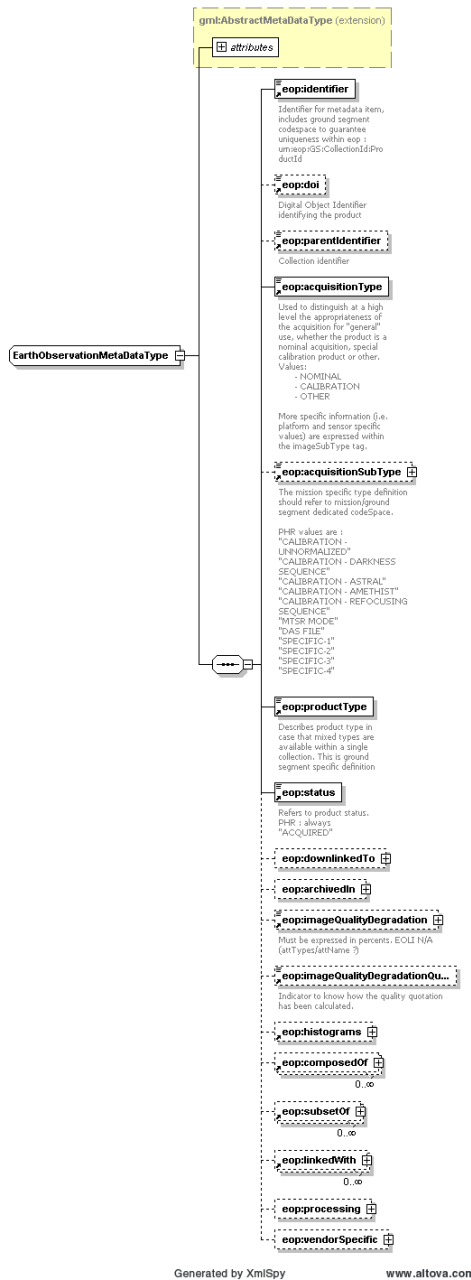 gml:AbstractMetaDataType (extension)
attributes
eop:identifier
Identifier for metadata item,
includes ground segment
codespace to guarantee
uniqueness within eop :
urn:eop:GS:CollectionId:Pro
ductId
eop:doi
Digital Object Identifier
identifying the product
eop:parentIdentifier
Collection identifier
eop:acquisitionType
Used to distinguish at a high
level the appropriateness of
the acquisition for "general"
use, whether the product is a
nominal acquisition, special
calibration product or other.
Values:
- NOMINAL
- CALIBRATION
- OTHER
More specific information (i.e.
platform and sensor specific
values) are expressed within
the imageSubType tag.
EarthObservationMetaDataType
eop:acquisitionSubType
The mission specific type definition
should refer to mission/ground
segment dedicated codeSpace.
PHR values are :
"CALIBRATION -
UNNORMALIZED"
"CALIBRATION - DARKNESS
SEQUENCE"
"CALIBRATION - ASTRAL"
"CALIBRATION - AMETHIST"
"CALIBRATION - REFOCUSING
SEQUENCE"
"MTSR MODE"
"DAS FILE"
"SPECIFIC-1"
"SPECIFIC-2"
"SPECIFIC-3"
"SPECIFIC-4"
eop:productType
Describes product type in
case that mixed types are
available within a single
collection. This is ground
segment specific definition
eop:status
Refers to product status.
PHR : always
"ACQUIRED"
eop:downlinkedTo
eop:archivedIn
eop:imageQualityDegradation
Must be expressed in percents. EOLI N/A
(attTypes/attName ?)
eop:imageQualityDegradationQu...
Indicator to know how the quality quotation
has been calculated.
eop:histograms
eop:composedOf
0..∞
eop:subsetOf
0..∞
eop:linkedWith
0..∞
eop:processing
eop:vendorSpecific
Generated by XmlSpy
www.altova.com